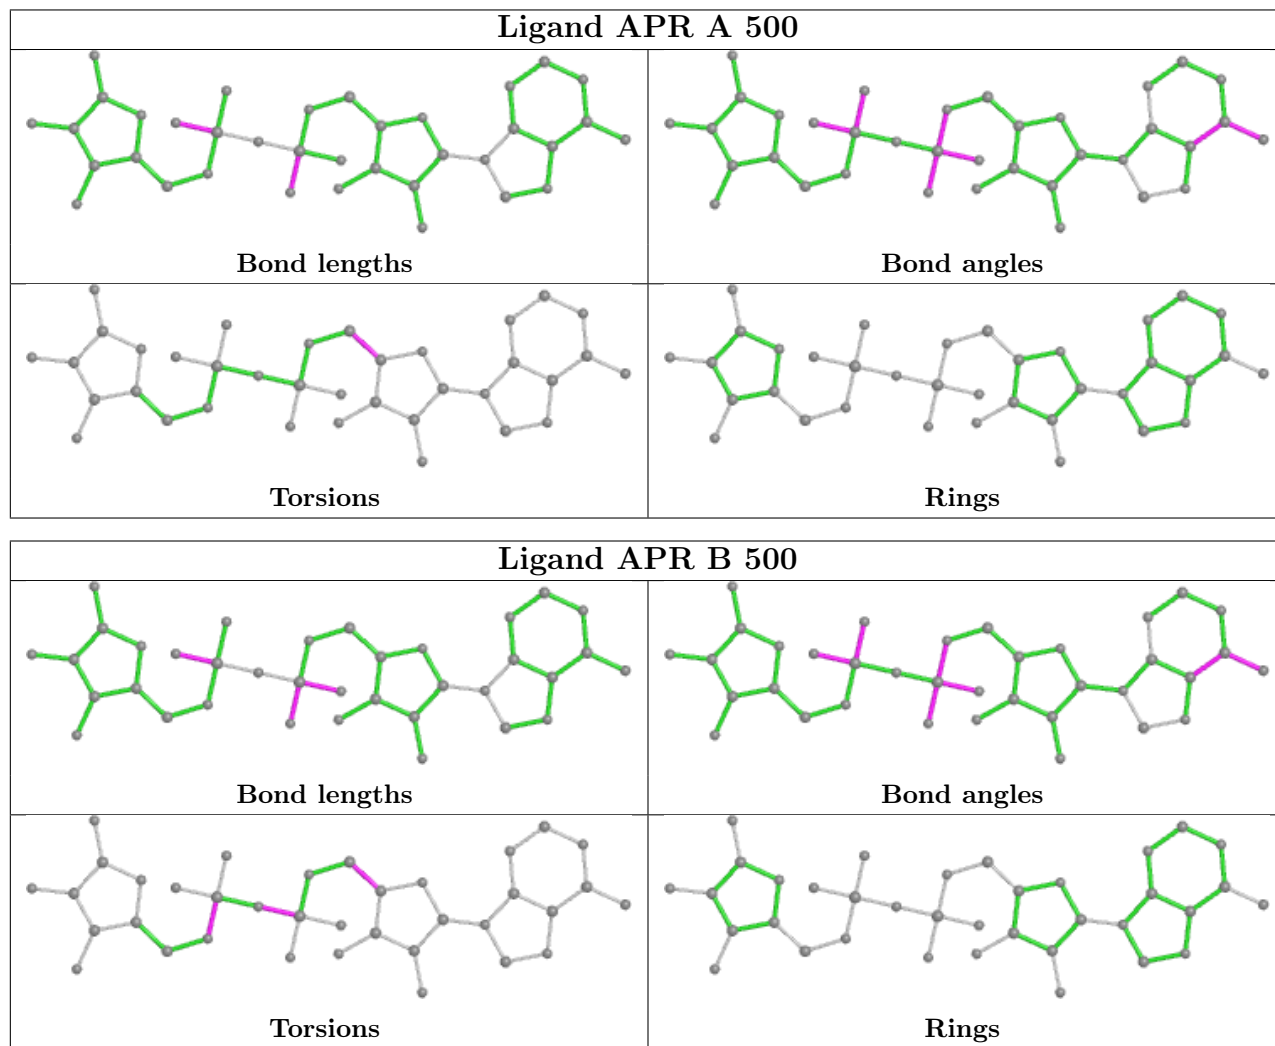 Ligand APR A 500
Bond lengths
Bond angles
Torsions
Rings
Ligand APR B 500
Bond lengths
Bond angles
Torsions
Rings